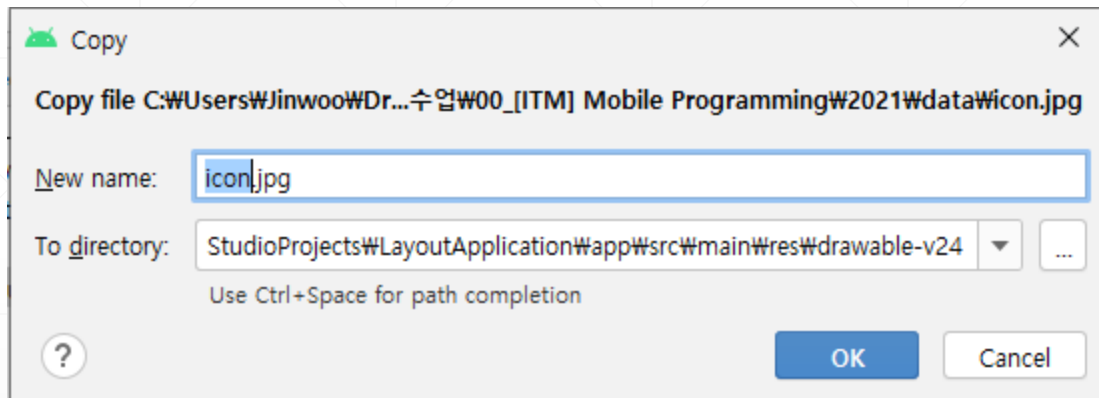 Copy
Copy file C:₩Users₩Jinwoo₩Dr...수업₩00_[ITM] Mobile Programming₩2021₩data₩icon.jpg
New name: icon.jpg
To directory: StudioProjects₩LayoutApplication₩app₩src₩main₩res₩drawable-v24 ...
Use Ctrl+Space for path completion
? OK Cancel